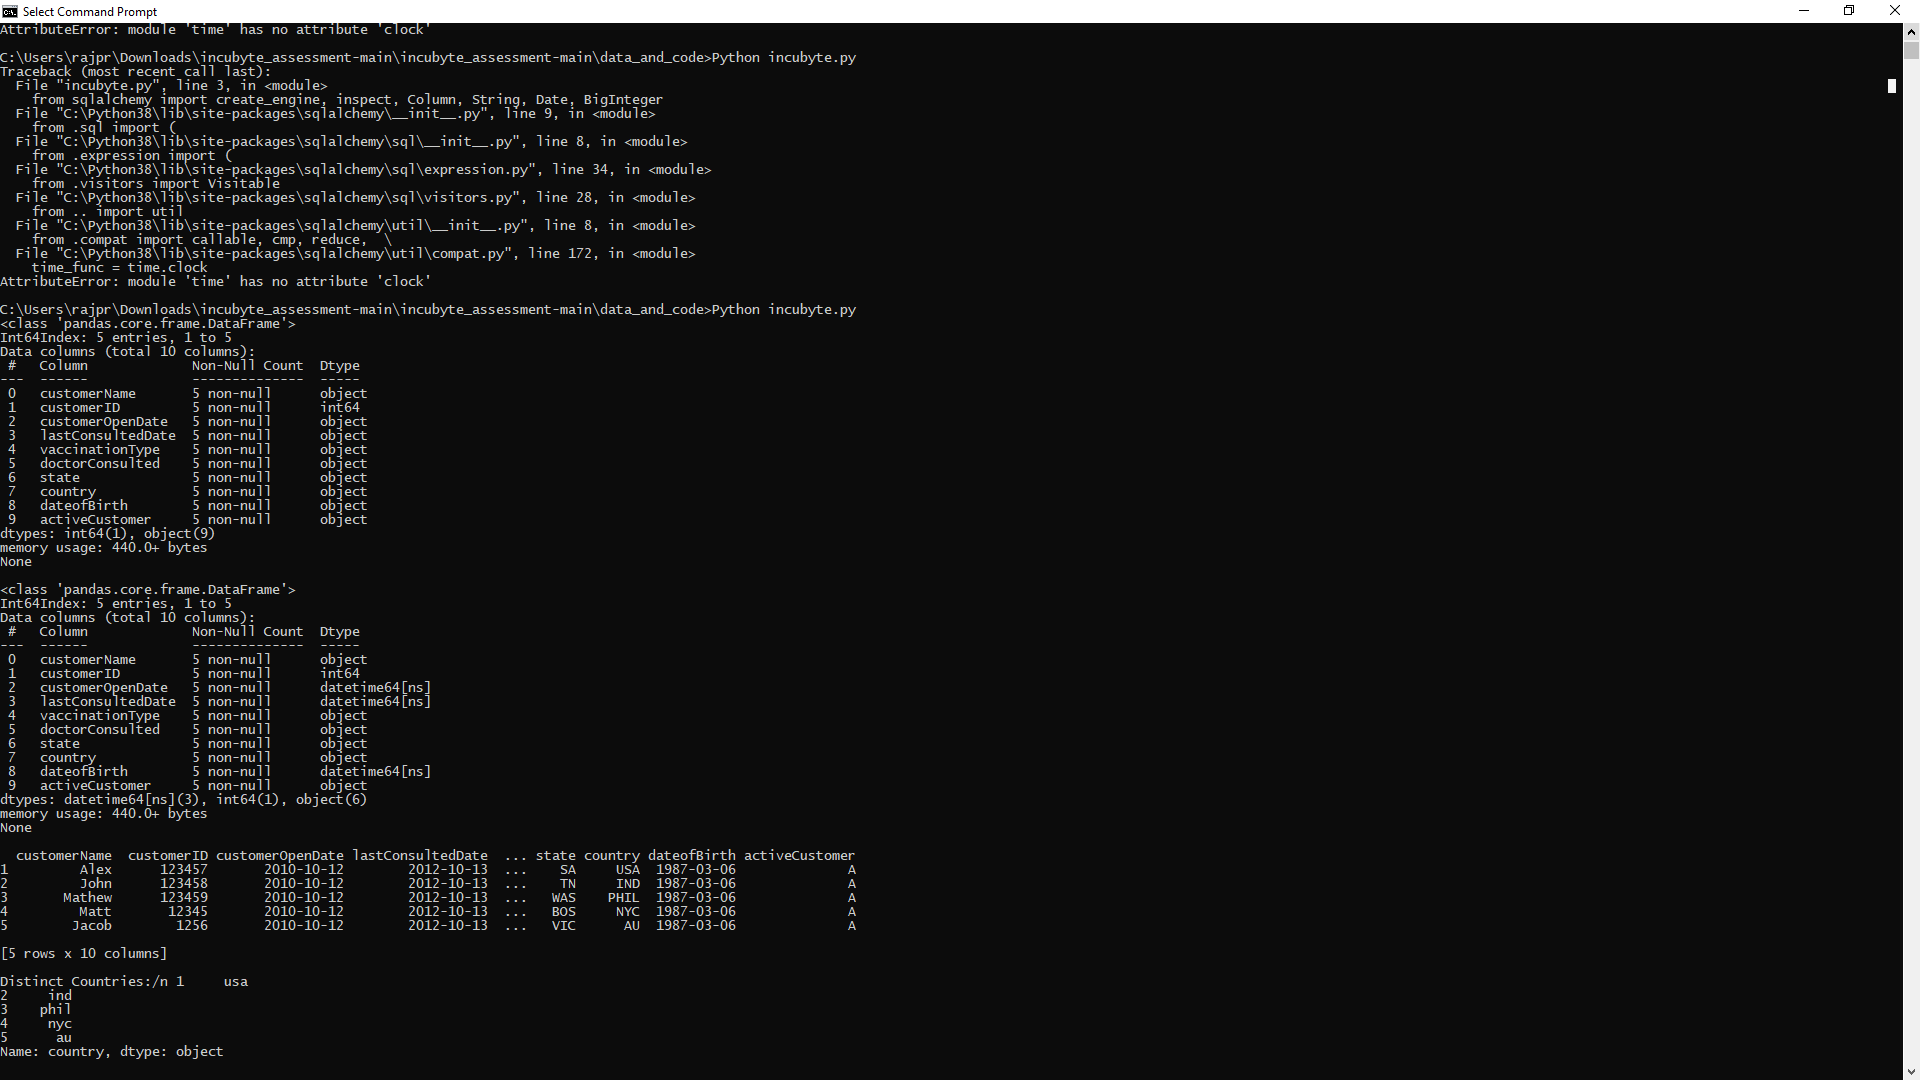 Select Command Prompt
AttributeError: module 'time' has no attribute 'clock'
C:\Users\rajpr\Downloads\incubyte_assessment-main\incubyte_assessment-main\data_and_code>Python incubyte.py
Traceback (most recent call last):
  File "incubyte.py", line 3, in <module>
    from sqlalchemy import create_engine, inspect, Column, String, Date, BigInteger
  File "C:\Python38\lib\site-packages\sqlalchemy\__init__.py", line 9, in <module>
    from .sql import (
  File "C:\Python38\lib\site-packages\sqlalchemy\sql\__init__.py", line 8, in <module>
    from .expression import (
  File "C:\Python38\lib\site-packages\sqlalchemy\sql\expression.py", line 34, in <module>
    from .visitors import Visitable
  File "C:\Python38\lib\site-packages\sqlalchemy\sql\visitors.py", line 28, in <module>
    from .. import util
  File "C:\Python38\lib\site-packages\sqlalchemy\util\__init__.py", line 8, in <module>
    from .compat import callable, cmp, reduce,  \
  File "C:\Python38\lib\site-packages\sqlalchemy\util\compat.py", line 172, in <module>
    time_func = time.clock
AttributeError: module 'time' has no attribute 'clock'
C:\Users\rajpr\Downloads\incubyte_assessment-main\incubyte_assessment-main\data_and_code>Python incubyte.py
<class 'pandas.core.frame.DataFrame'>
Int64Index: 5 entries, 1 to 5
Data columns (total 10 columns):
 #   Column             Non-Null Count  Dtype
---  ------             --------------  -----
 0   customerName       5 non-null      object
 1   customerID         5 non-null      int64
 2   customerOpenDate   5 non-null      object
 3   lastConsultedDate  5 non-null      object
 4   vaccinationType    5 non-null      object
 5   doctorConsulted    5 non-null      object
 6   state              5 non-null      object
 7   country            5 non-null      object
 8   dateofBirth        5 non-null      object
 9   activeCustomer     5 non-null      object
dtypes: int64(1), object(9)
memory usage: 440.0+ bytes
None
<class 'pandas.core.frame.DataFrame'>
Int64Index: 5 entries, 1 to 5
Data columns (total 10 columns):
 #   Column             Non-Null Count  Dtype
---  ------             --------------  -----
 0   customerName       5 non-null      object
 1   customerID         5 non-null      int64
 2   customerOpenDate   5 non-null      datetime64[ns]
 3   lastConsultedDate  5 non-null      datetime64[ns]
 4   vaccinationType    5 non-null      object
 5   doctorConsulted    5 non-null      object
 6   state              5 non-null      object
 7   country            5 non-null      object
 8   dateofBirth        5 non-null      datetime64[ns]
 9   activeCustomer     5 non-null      object
dtypes: datetime64[ns](3), int64(1), object(6)
memory usage: 440.0+ bytes
None
  customerName  customerID customerOpenDate lastConsultedDate  ... state country dateofBirth activeCustomer
1         Alex      123457       2010-10-12        2012-10-13  ...    SA     USA  1987-03-06              A
2         John      123458       2010-10-12        2012-10-13  ...    TN     IND  1987-03-06              A
3       Mathew      123459       2010-10-12        2012-10-13  ...   WAS    PHIL  1987-03-06              A
4         Matt       12345       2010-10-12        2012-10-13  ...   BOS     NYC  1987-03-06              A
5        Jacob        1256       2010-10-12        2012-10-13  ...   VIC      AU  1987-03-06              A
[5 rows x 10 columns]
Distinct Countries:/n 1     usa
2     ind
3    phil
4     nyc
5      au
Name: country, dtype: object